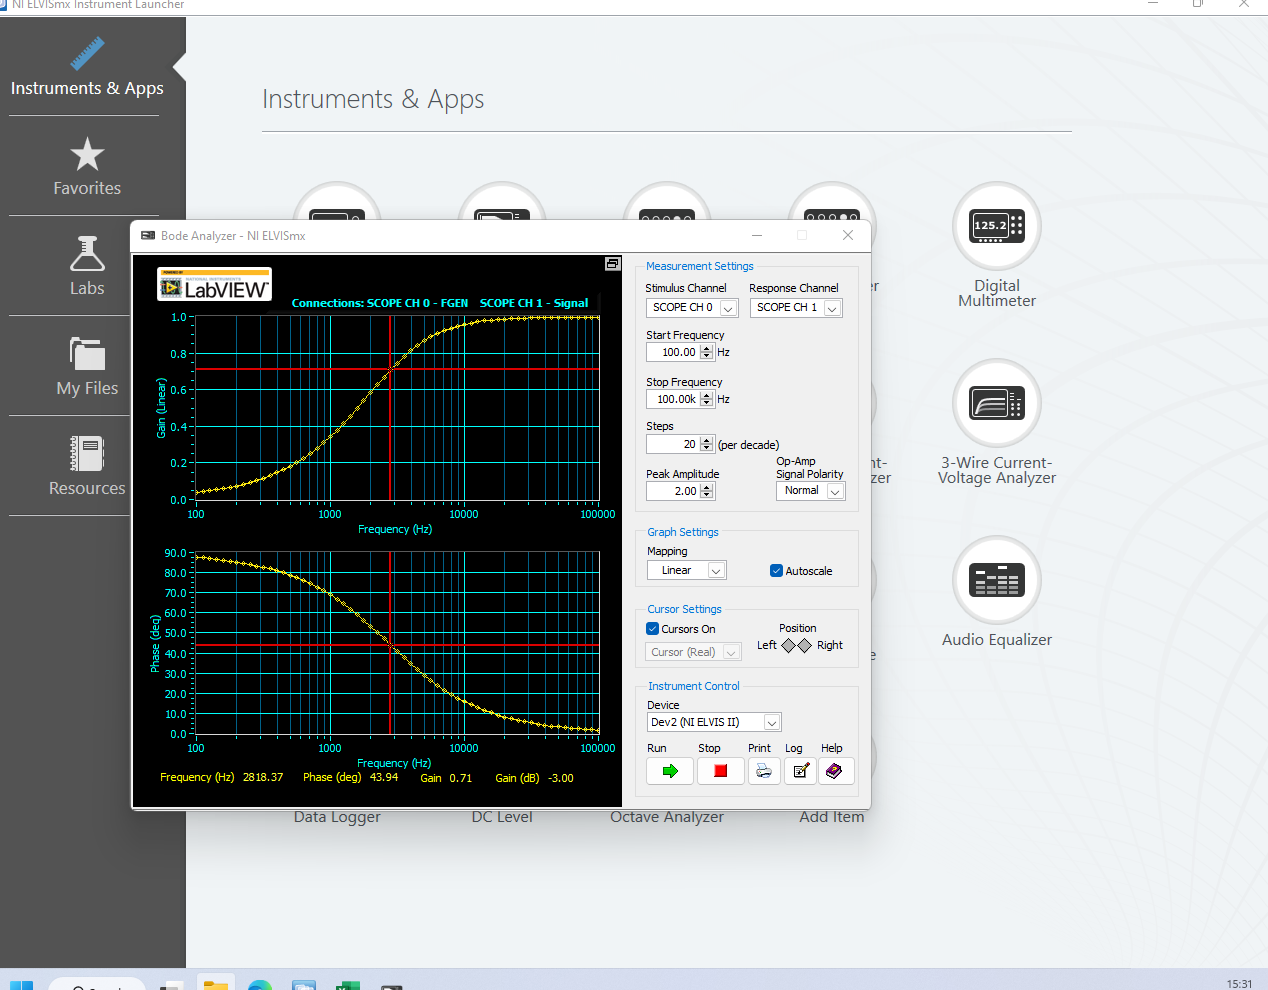 NI ELVISmx Instrument Launcher
Instruments & Apps
Favorites
Labs
My Files
Resources
Instruments & Apps
125.2
Digital
Multimeter
3-Wire Current-
Voltage Analyzer
Audio Equalizer
Data Logger
DC Level
Octave Analyzer
Add Item
Bode Analyzer - NI ELVISmx
POWERED BY
NATIONAL INSTRUMENTS
LabVIEW™
Connections: SCOPE CH 0 - FGEN SCOPE CH 1 - Signal
Gain (Linear)
1.0
0.8
0.6
0.4
0.2
0.0
100 1000 10000 100000
Frequency (Hz)
Phase (deg)
90.0
80.0
70.0
60.0
50.0
40.0
30.0
20.0
10.0
0.0
100 1000 10000 100000
Frequency (Hz)
Frequency (Hz) 2818.37 Phase (deg) 43.94 Gain 0.71 Gain (dB) -3.00
Measurement Settings
Stimulus Channel Response Channel
SCOPE CH 0 SCOPE CH 1
Start Frequency
100.00 Hz
Stop Frequency
100.00k Hz
Steps
20 (per decade)
Peak Amplitude
2.00
Op-Amp
Signal Polarity
Normal
Graph Settings
Mapping
Linear
Autoscale
Cursor Settings
Cursors On
Cursor (Real)
Position
Left Right
Instrument Control
Device
Dev2 (NI ELVIS II)
Run Stop Print Log Help
15:31